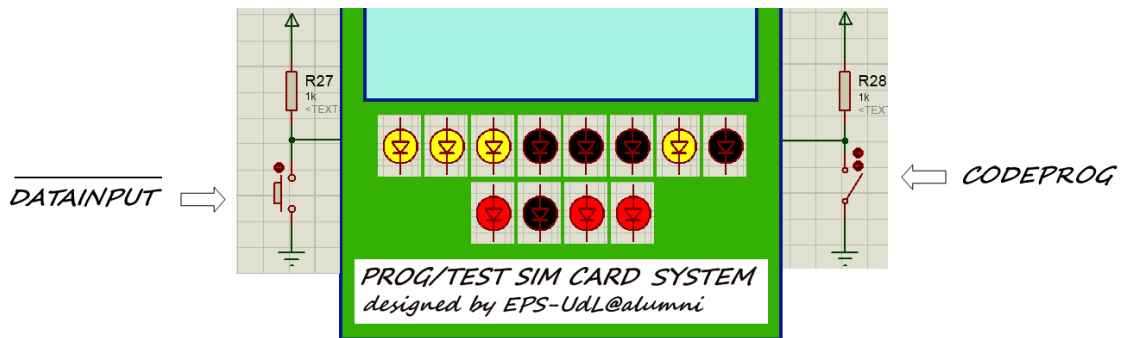 R27
1k
<TEXT
R28
1k
<TEX
DATAINPUT
CODEPROG
PROG/TEST SIM CARD SYSTEM
designed by EPS-UdL@alumni